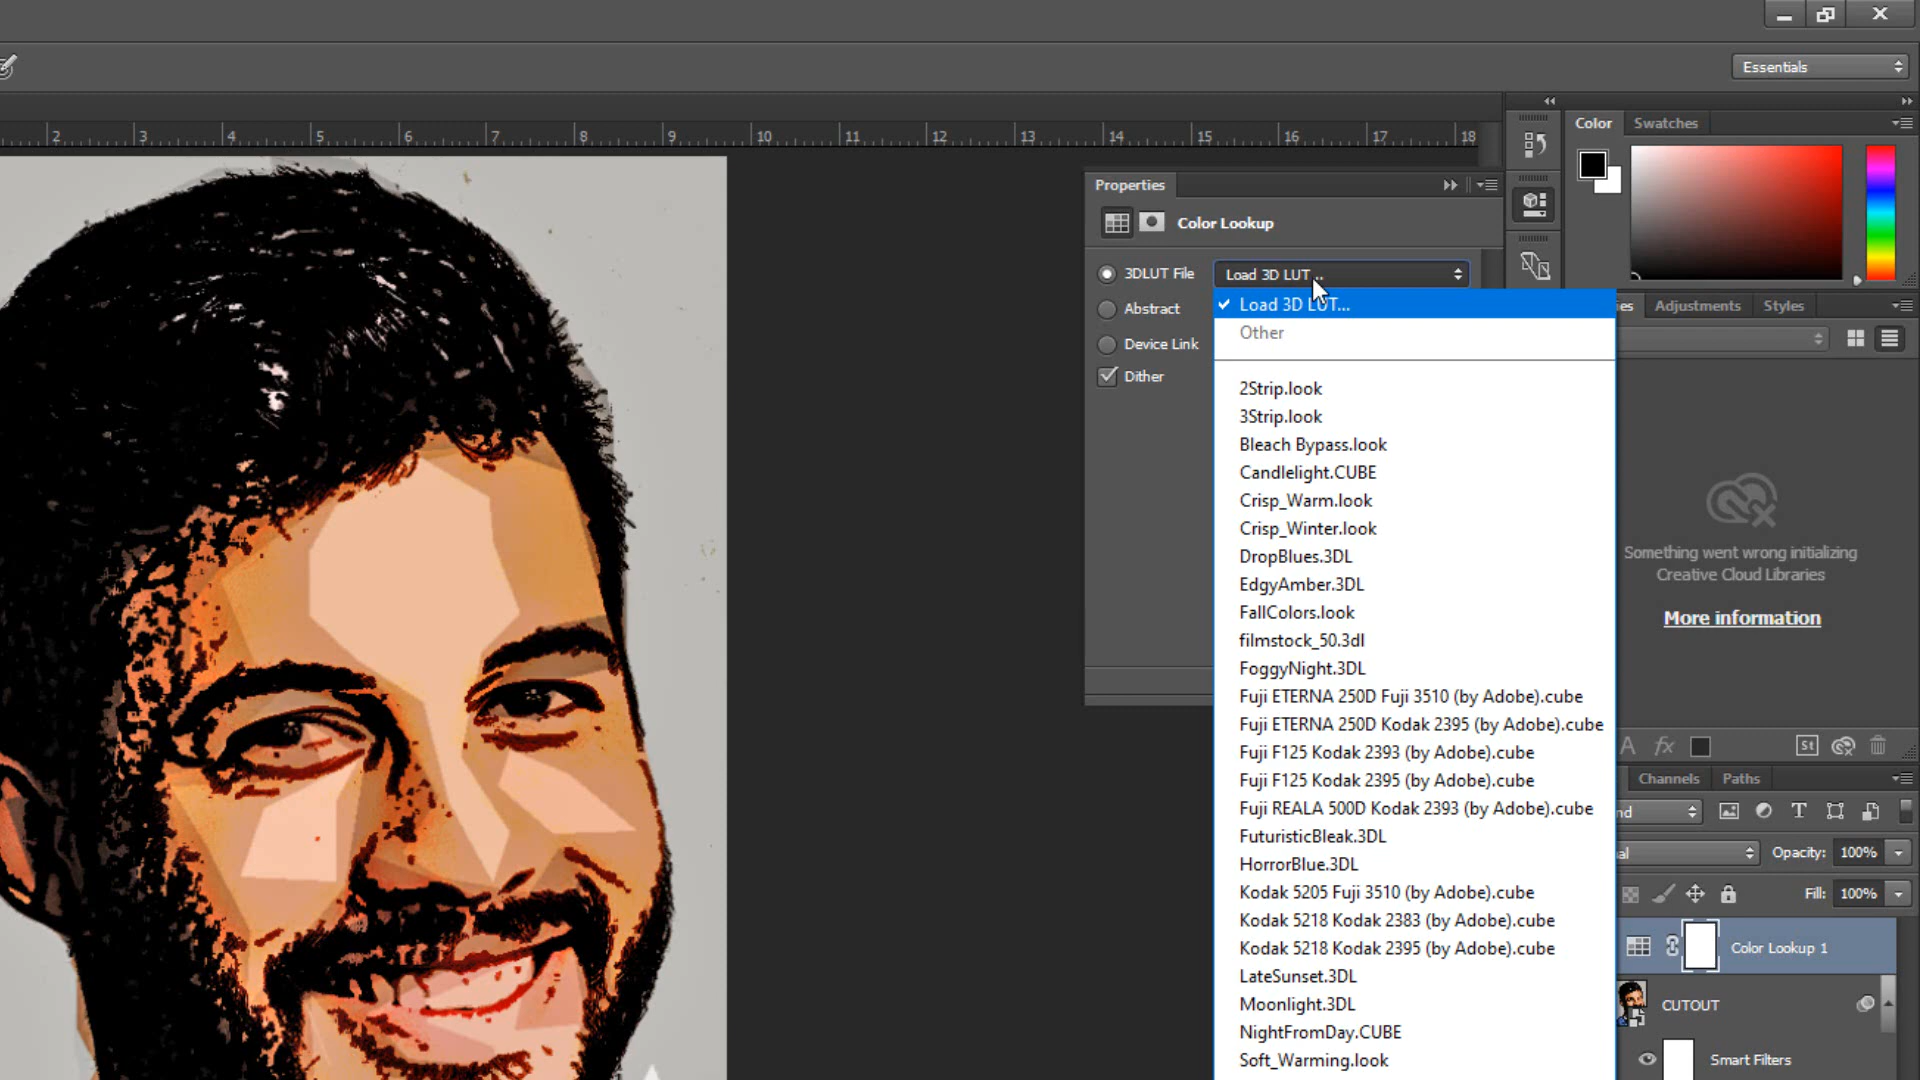 Essentials
2 3 4 5 6 7 8 9 10 11 12 13 14 15 16 17 18
Color Swatches
Properties
Color Lookup
3DLUT File Load 3D LUT...
Abstract
Device Link
Dither
Load 3D LUT...
Other
2Strip.look
3Strip.look
Bleach Bypass.look
Candlelight.CUBE
Crisp_Warm.look
Crisp_Winter.look
DropBlues.3DL
EdgyAmber.3DL
FallColors.look
filmstock_50.3dl
FoggyNight.3DL
Fuji ETERNA 250D Fuji 3510 (by Adobe).cube
Fuji ETERNA 250D Kodak 2395 (by Adobe).cube
Fuji F125 Kodak 2393 (by Adobe).cube
Fuji F125 Kodak 2395 (by Adobe).cube
Fuji REALA 500D Kodak 2393 (by Adobe).cube
FuturisticBleak.3DL
HorrorBlue.3DL
Kodak 5205 Fuji 3510 (by Adobe).cube
Kodak 5218 Kodak 2383 (by Adobe).cube
Kodak 5218 Kodak 2395 (by Adobe).cube
LateSunset.3DL
Moonlight.3DL
NightFromDay.CUBE
Soft_Warming.look
es Adjustments Styles
Something went wrong initializing
Creative Cloud Libraries
More information
A fx St
Channels Paths
nd T
al Opacity: 100%
Fill: 100%
Color Lookup 1
CUTOUT
Smart Filters